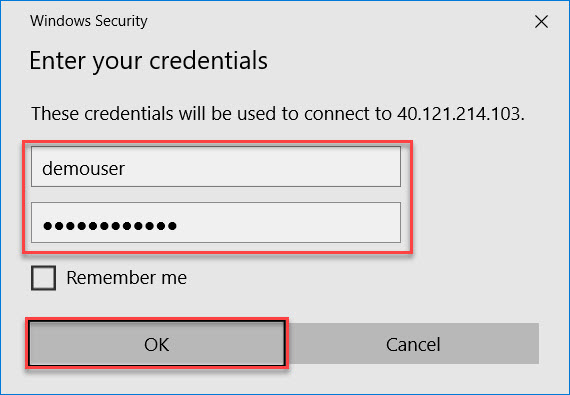 Windows Security
Enter your credentials
These credentials will be used to connect to 40.121.214.103.
demouser
●●●●●●●●●●●●
Remember me
OK
Cancel